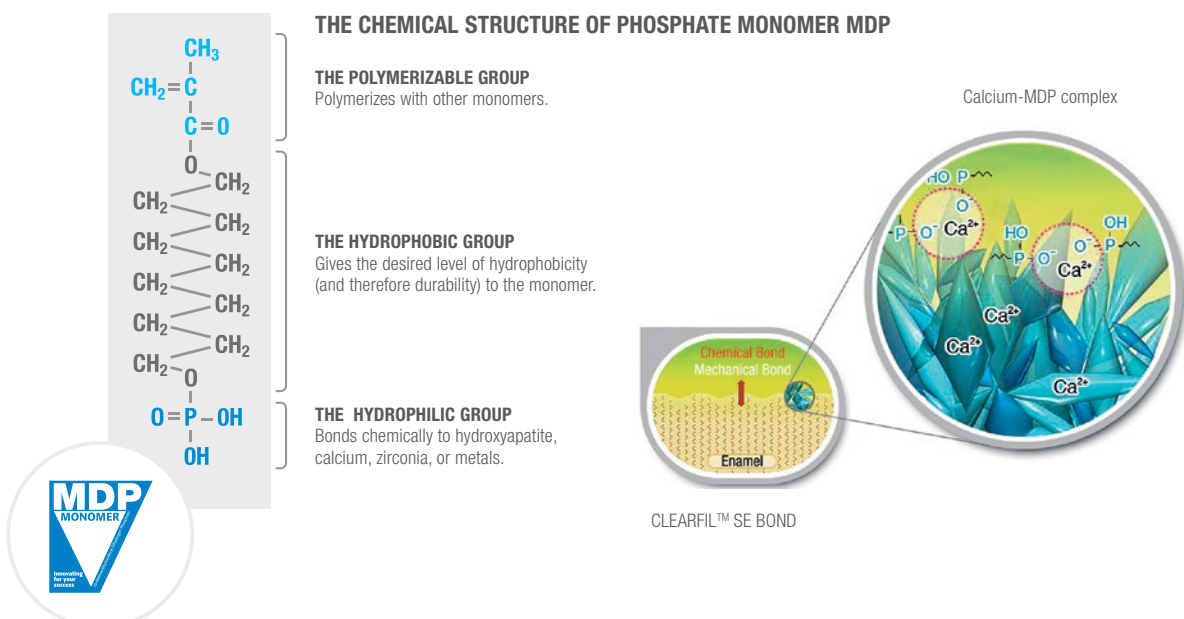 THE CHEMICAL STRUCTURE OF PHOSPHATE MONOMER MDP
CH₃
CH₂=C
C=O
O
CH₂
CH₂
CH₂
CH₂
CH₂
CH₂
CH₂
CH₂
CH₂
CH₂
O
O=P–OH
OH
THE POLYMERIZABLE GROUP
Polymerizes with other monomers.
THE HYDROPHOBIC GROUP
Gives the desired level of hydrophobicity
(and therefore durability) to the monomer.
THE HYDROPHILIC GROUP
Bonds chemically to hydroxyapatite,
calcium, zirconia, or metals.
MDP
MONOMER
Innovating
for your
success
Calcium-MDP complex
HO P
O⁻
P O⁻ Ca²⁺
HO
P O⁻
OH
O⁻ P
Ca²⁺
Ca²⁺
Ca²⁺
Ca²⁺
Chemical Bond
Mechanical Bond
Enamel
CLEARFIL™ SE BOND